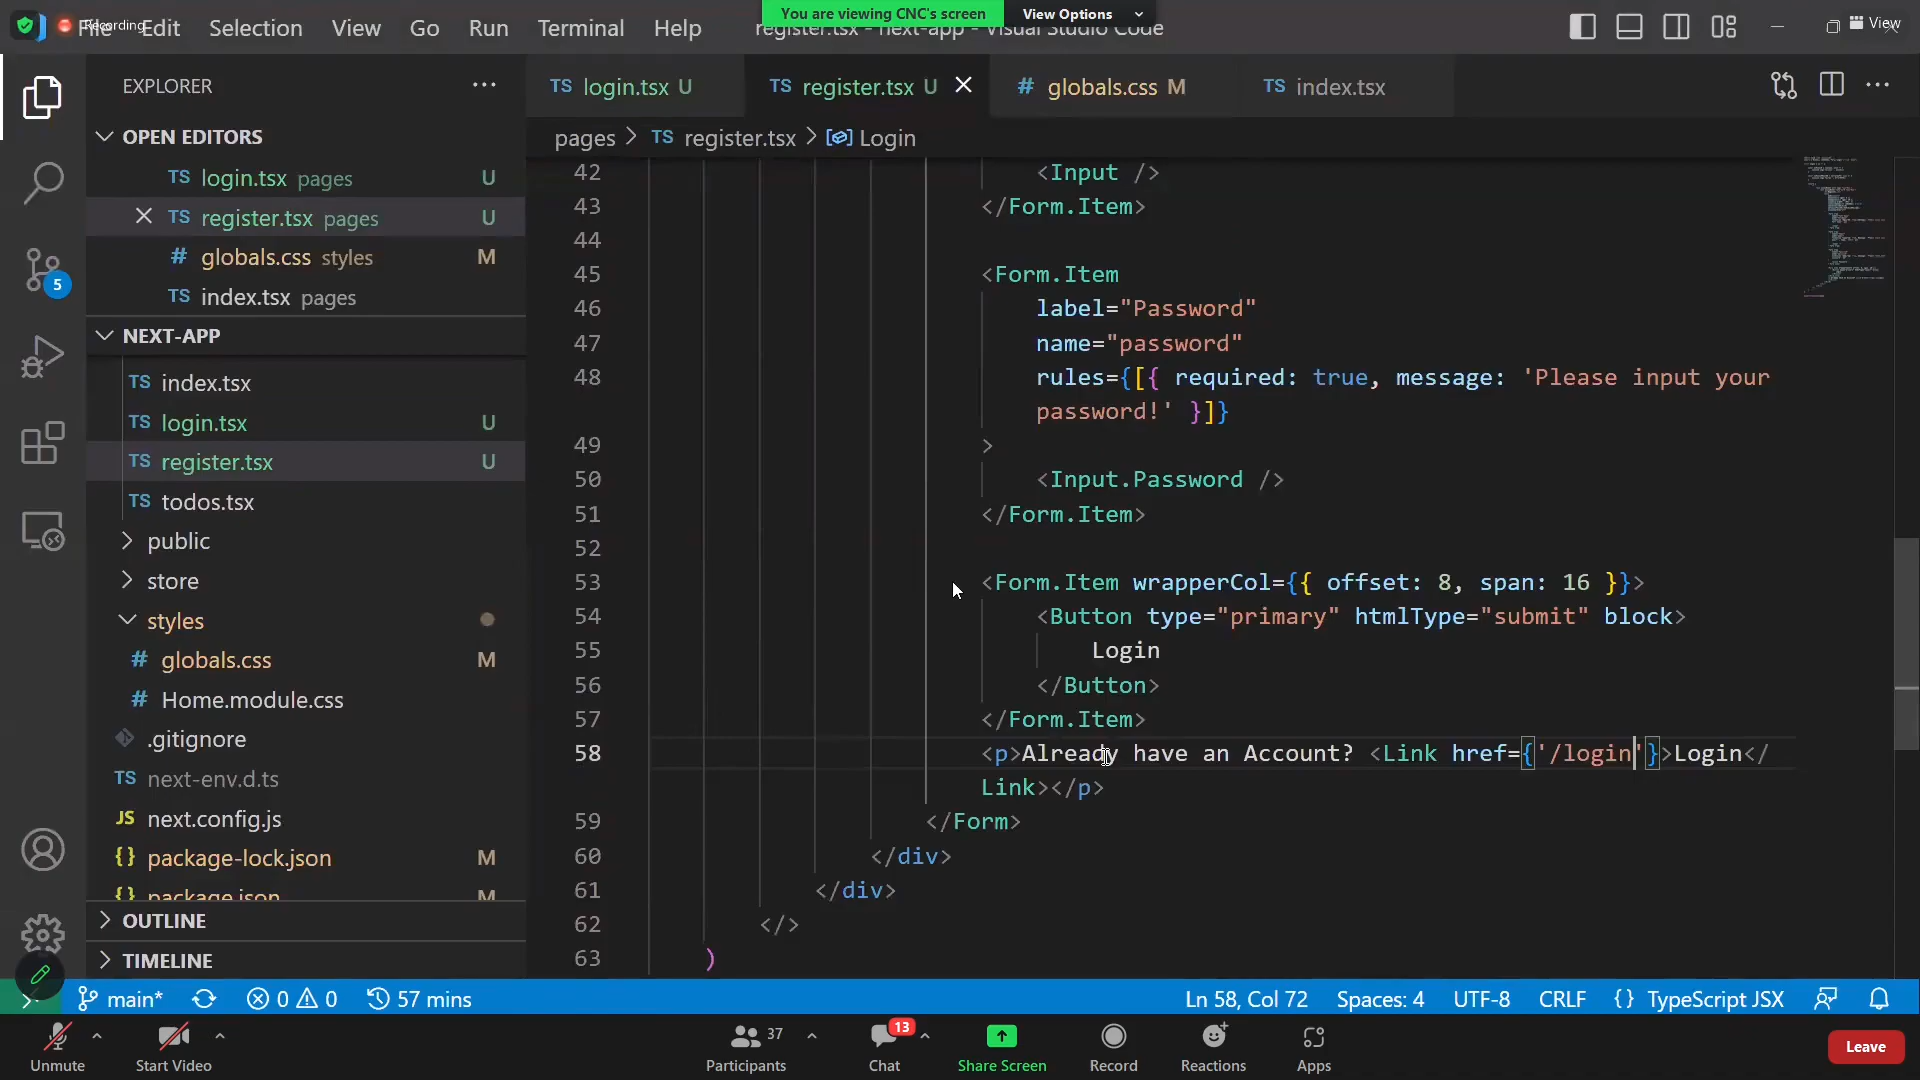 You are viewing CNC's screen View Options
Recording
File Edit Selection View Go Run Terminal Help register.tsx - next-app - Visual Studio Code View
EXPLORER
TS login.tsx U TS register.tsx U # globals.css M TS index.tsx
OPEN EDITORS
pages > TS register.tsx > Login
TS login.tsx pages U
TS register.tsx pages U
# globals.css styles M
TS index.tsx pages
NEXT-APP
TS index.tsx
TS login.tsx U
TS register.tsx U
TS todos.tsx
public
store
styles
# globals.css M
# Home.module.css
.gitignore
TS next-env.d.ts
JS next.config.js
{} package-lock.json M
{} package.json M
OUTLINE
TIMELINE
42 <Input />
43 </Form.Item>
44
45 <Form.Item
46 label="Password"
47 name="password"
48 rules={[{ required: true, message: 'Please input your
password!' }]}
49 >
50 <Input.Password />
51 </Form.Item>
52
53 <Form.Item wrapperCol={{ offset: 8, span: 16 }}>
54 <Button type="primary" htmlType="submit" block>
55 Login
56 </Button>
57 </Form.Item>
58 <p>Already have an Account? <Link href={'/login'}>Login</
Link></p>
59 </Form>
60 </div>
61 </div>
62 </>
63 )
5
main* 0 0 57 mins Ln 58, Col 72 Spaces: 4 UTF-8 CRLF {} TypeScript JSX
37 13
Unmute Start Video Participants Chat Share Screen Record Reactions Apps Leave